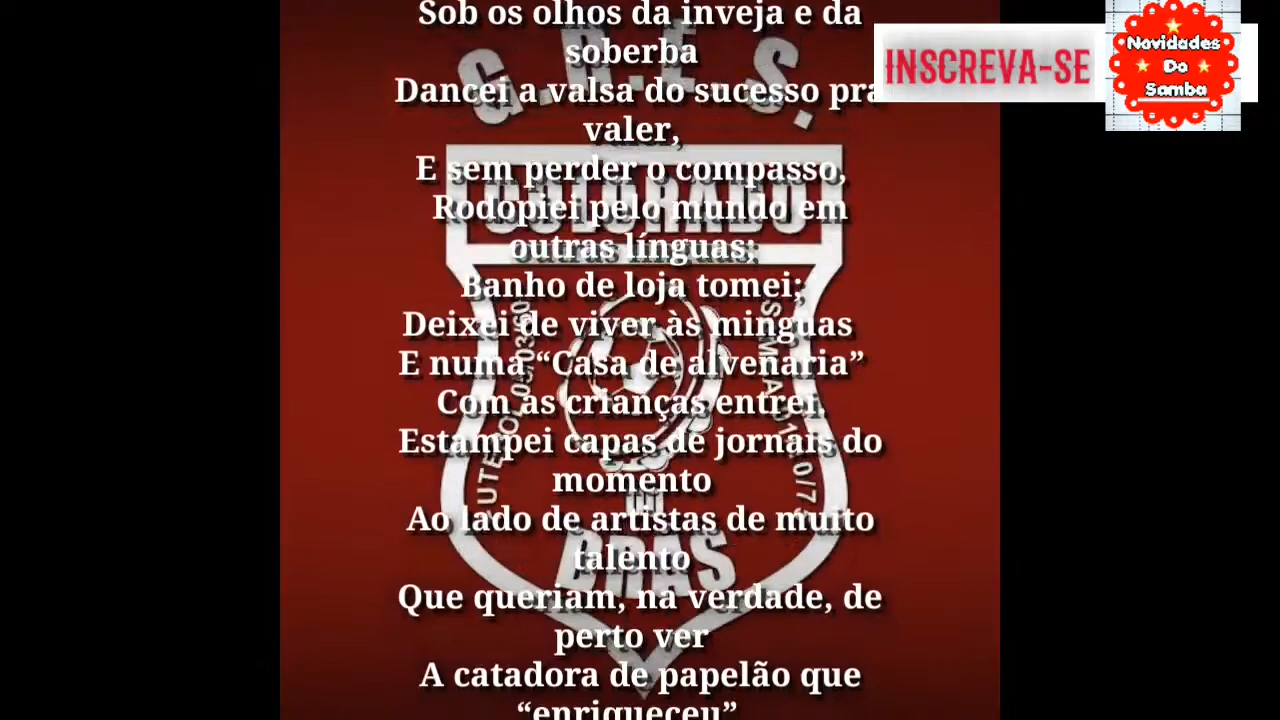 Sob os olhos da inveja e da
soberba
Dancei a valsa do sucesso pra
valer,
E sem perder o compasso,
Rodopiei pelo mundo em
outras línguas;
Banho de loja tomei;
Deixei de viver às minguas
E numa “Casa de alvenaria”
Com as crianças entrei.
Estampei capas de jornais do
momento
Ao lado de artistas de muito
talento
Que queriam, na verdade, de
perto ver
A catadora de papelão que
“enriqueceu”
INSCREVA-SE
Novidades
Do
Samba
G.R.E.S.
COLORADO
DO
BRÁS